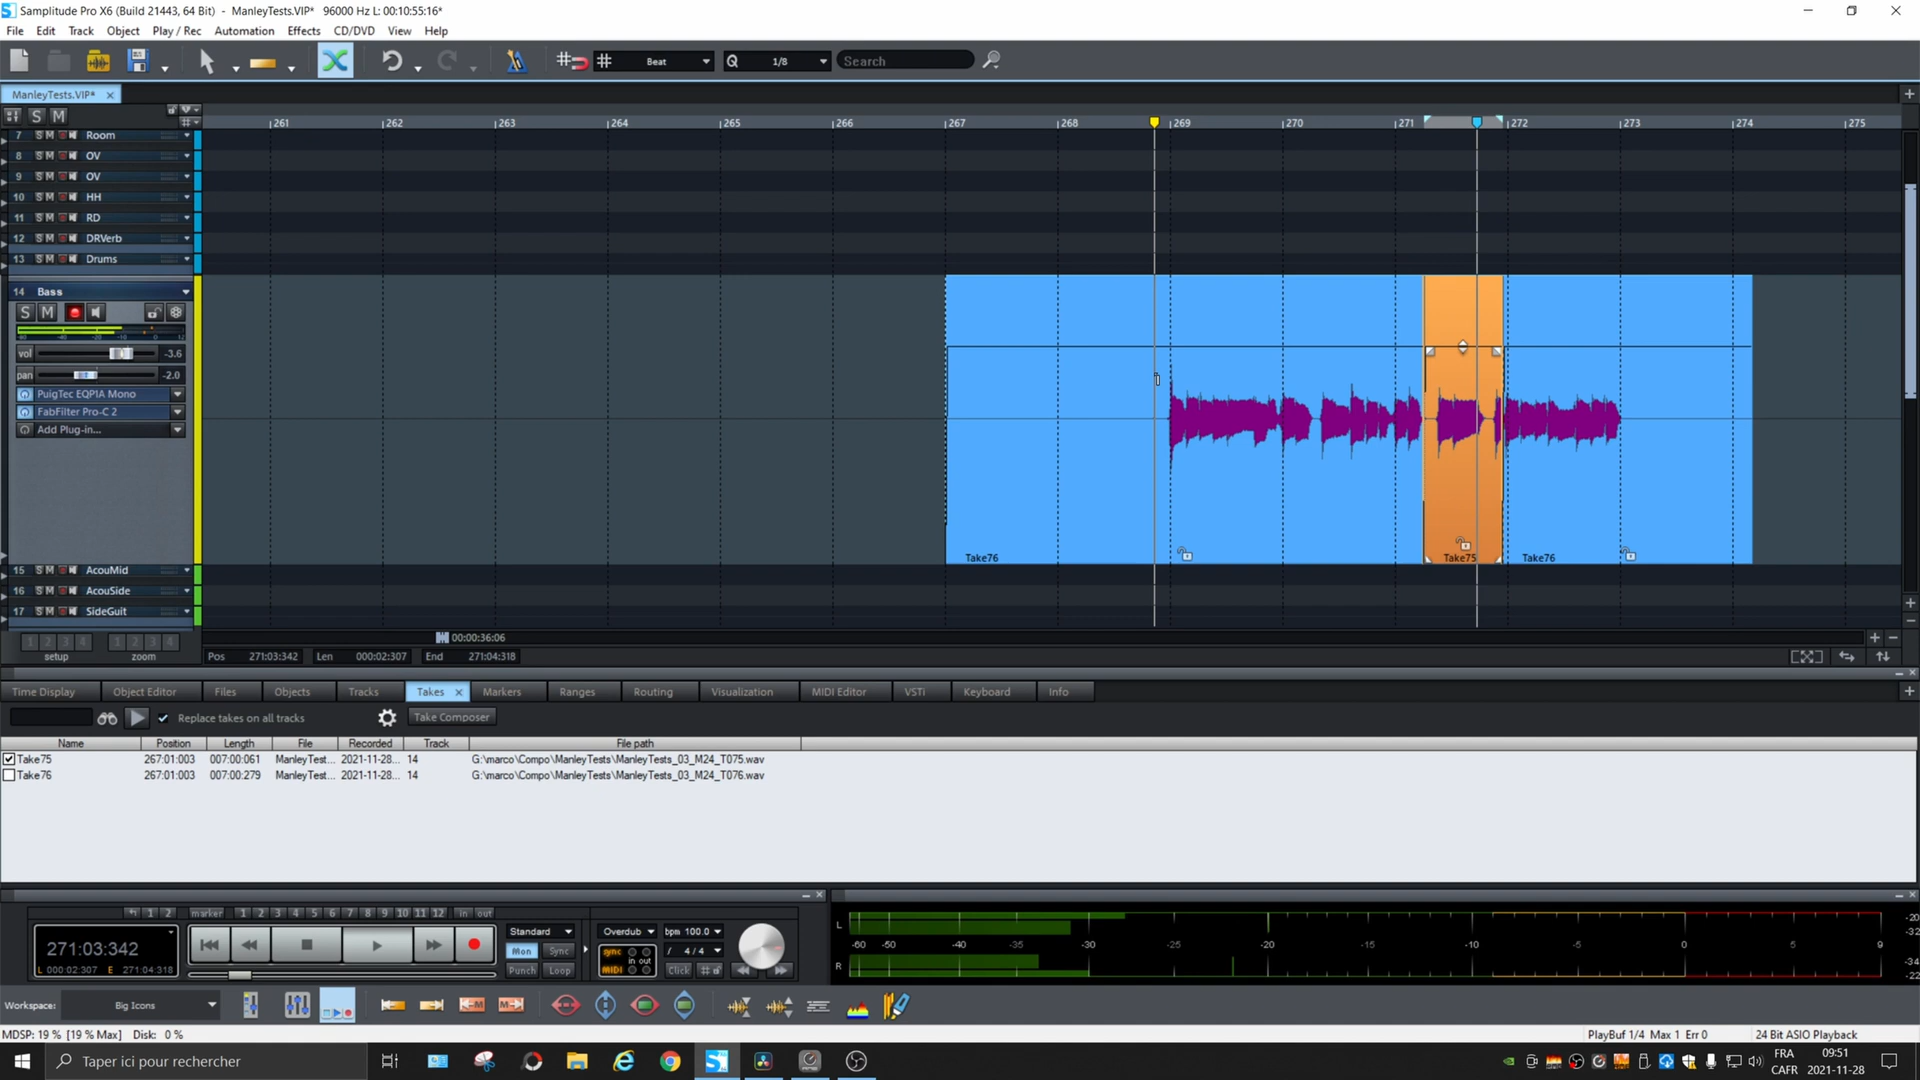 Samplitude Pro X6 (Build 21443, 64 Bit) - ManleyTests.VIP* 96000 Hz L: 00:10:55:16*
File Edit Track Object Play / Rec Automation Effects CD/DVD View Help
Beat Q 1/8 Search
ManleyTests.VIP*
S M
261 262 263 264 265 266 267 268 269 270 271 272 273 274 275
7 S M Room
8 S M OV
9 S M OV
10 S M HH
11 S M RD
12 S M DRVerb
13 S M Drums
14 Bass
S M
vol -3.6
pan -2.0
PuigTec EQP1A Mono
FabFilter Pro-C 2
Add Plug-in...
Take76 Take75 Take76
15 S M AcouMid
16 S M AcouSide
17 S M SideGuit
1 2 3 4 1 2 3 4 00:00:36:06
setup zoom Pos 271:03:342 Len 000:02:307 End 271:04:318
Time Display Object Editor Files Objects Tracks Takes Markers Ranges Routing Visualization MIDI Editor VSTi Keyboard Info
Replace takes on all tracks Take Composer
Name Position Length File Recorded Track File path
Take75 267:01:003 007:00:061 ManleyTest... 2021-11-28... 14 G:\marco\Compo\ManleyTests\ManleyTests_03_M24_T075.wav
Take76 267:01:003 007:00:279 ManleyTest... 2021-11-28... 14 G:\marco\Compo\ManleyTests\ManleyTests_03_M24_T076.wav
1 2 marker 1 2 3 4 5 6 7 8 9 10 11 12 in out
271:03:342
L 000:02:307 E 271:04:318
Standard Overdub bpm 100.0
Mon Sync sync in out / 4/4
Punch Loop MIDI Click
L
-60 -50 -40 -30 -20 -10 -5 0 5 9
R
Workspace: Big Icons
MDSP: 19 % [19 % Max] Disk: 0 % PlayBuf 1/4 Max 1 Err 0 24 Bit ASIO Playback
Taper ici pour rechercher
FRA
CAFR
09:51
2021-11-28